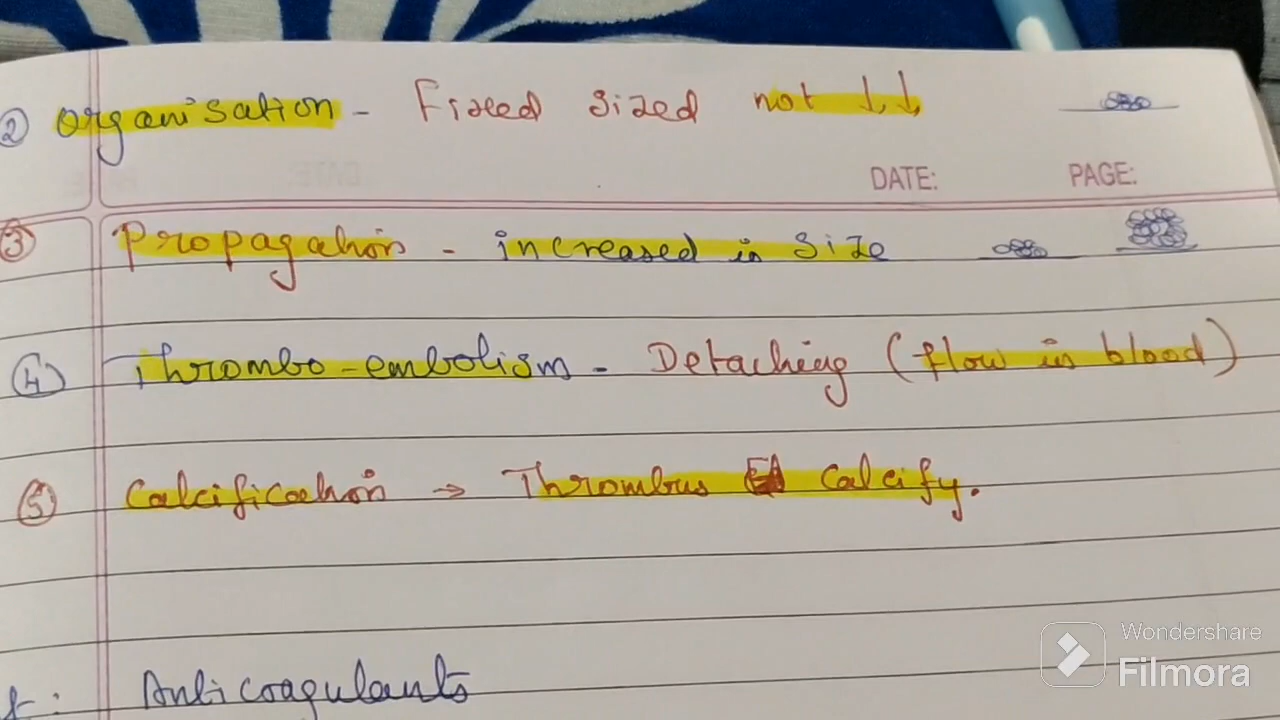 ② Organisation - Fixed sized not ↓↓
DATE: PAGE:
③ Propagation - increased in size
④ Thrombo-embolism - Detaching (flow in blood)
⑤ Calcification → Thrombus calcify.
Anticoagulants
Wondershare
Filmora